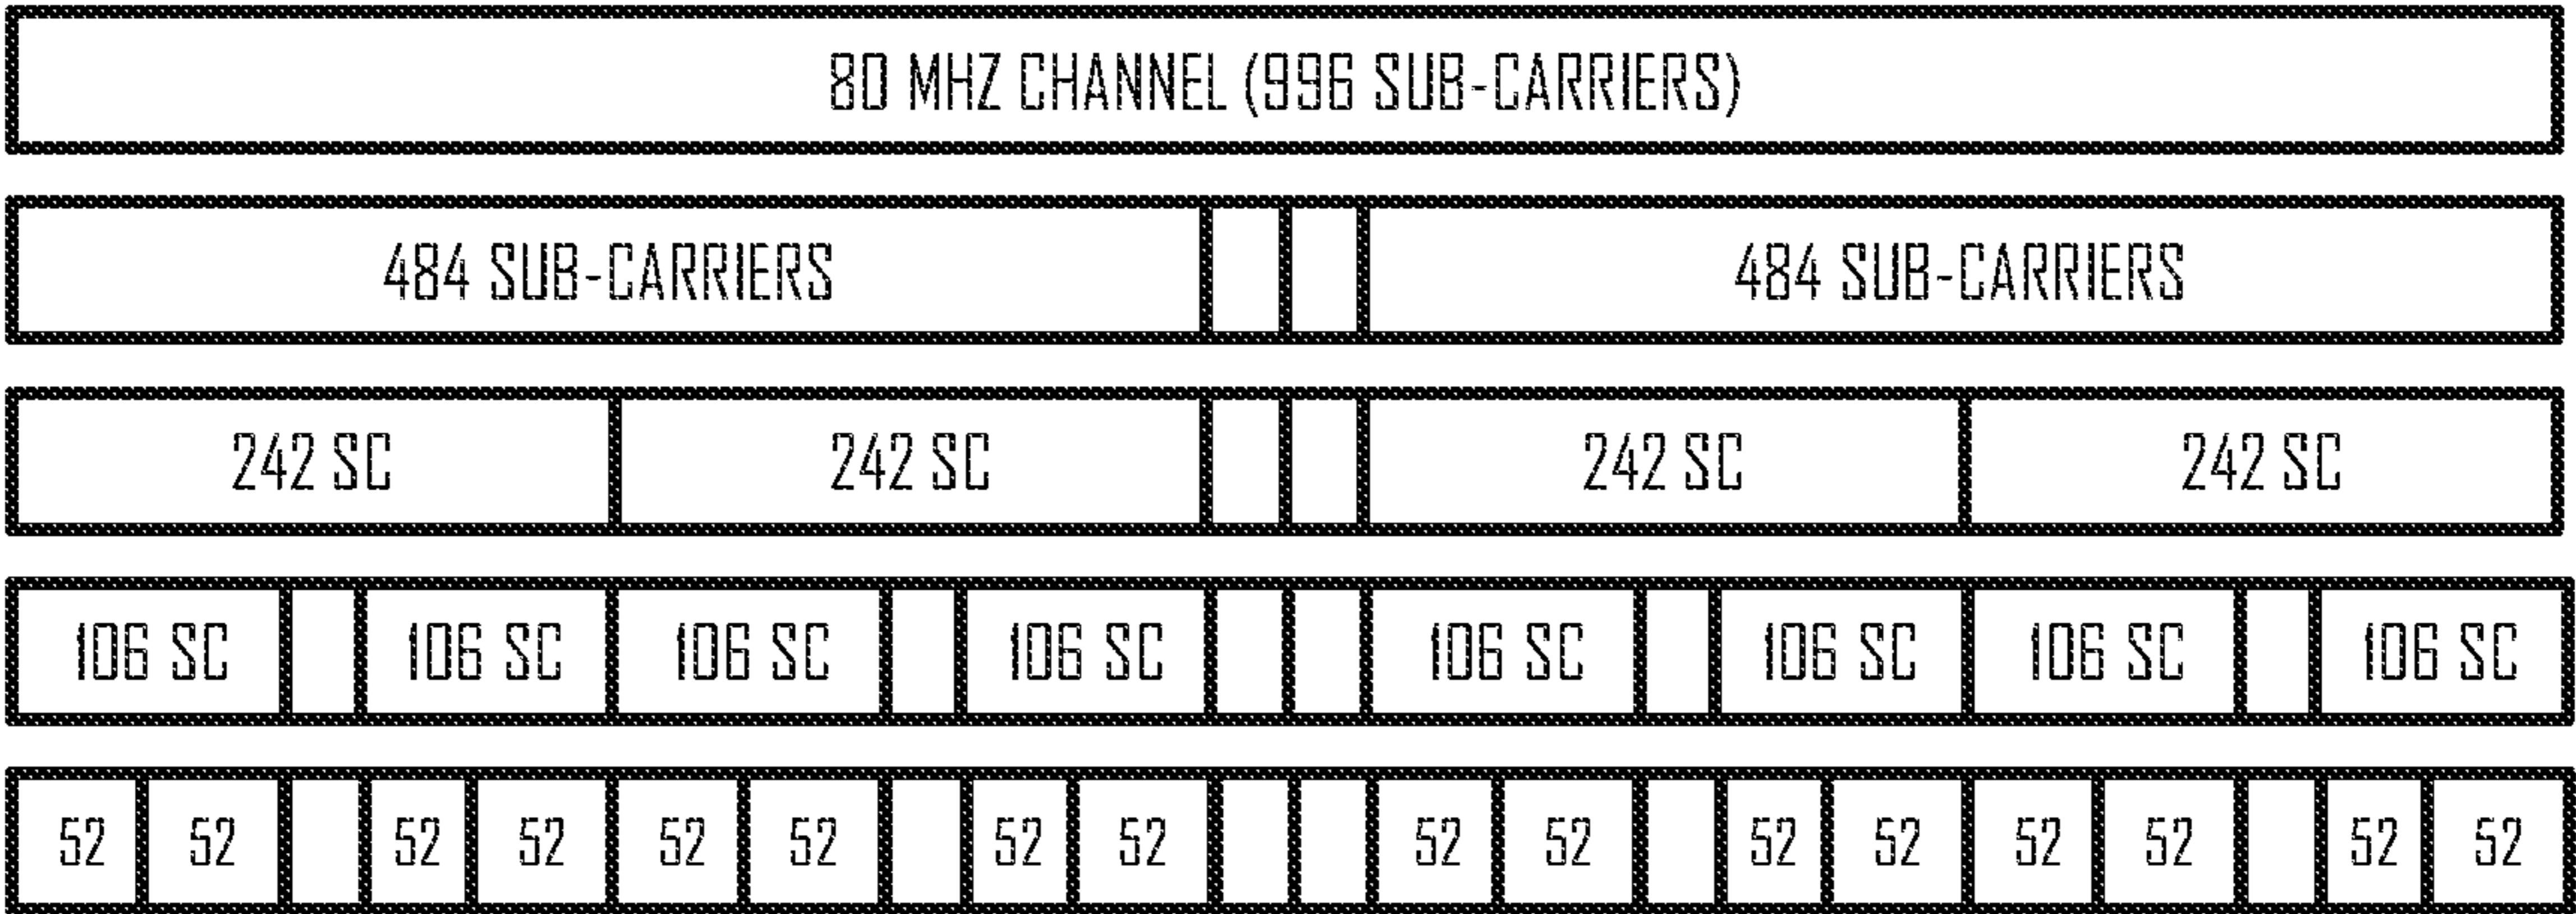 80 MHZ CHANNEL (996 SUB-CARRIERS)
484 SUB-CARRIERS 484 SUB-CARRIERS
242 SC 242 SC 242 SC 242 SC
106 SC 106 SC 106 SC 106 SC 106 SC 106 SC 106 SC 106 SC
52 52 52 52 52 52 52 52 52 52 52 52 52 52 52 52